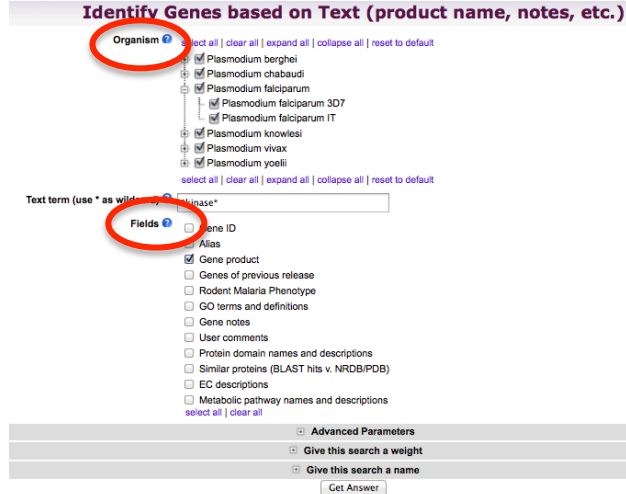 Identify Genes based on Text (product name, notes, etc.)
Organism ?
select all | clear all | expand all | collapse all | reset to default
Plasmodium berghei
Plasmodium chabaudi
Plasmodium falciparum
Plasmodium falciparum 3D7
Plasmodium falciparum IT
Plasmodium knowlesi
Plasmodium vivax
Plasmodium yoelii
select all | clear all | expand all | collapse all | reset to default
Text term (use * as wildcard) ? *kinase*
Fields ?
Gene ID
Alias
Gene product
Genes of previous release
Rodent Malaria Phenotype
GO terms and definitions
Gene notes
User comments
Protein domain names and descriptions
Similar proteins (BLAST hits v. NRDB/PDB)
EC descriptions
Metabolic pathway names and descriptions
select all | clear all
Advanced Parameters
Give this search a weight
Give this search a name
Get Answer